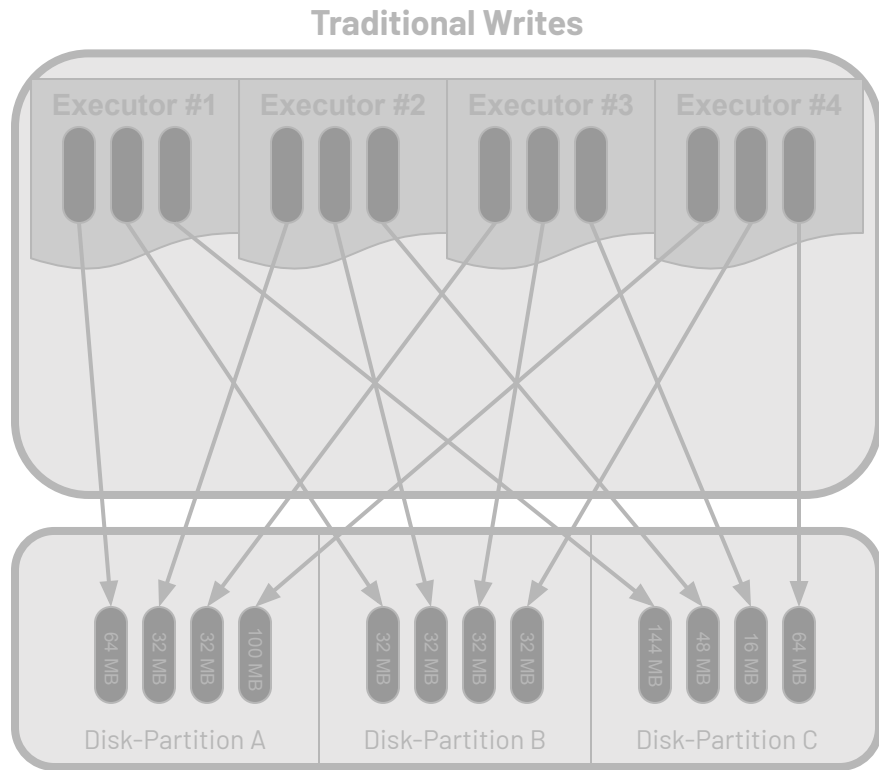 Traditional Writes
Executor #1 Executor #2 Executor #3 Executor #4
64 MB 32 MB 32 MB 100 MB 32 MB 32 MB 32 MB 32 MB 144 MB 48 MB 16 MB 64 MB
Disk-Partition A Disk-Partition B Disk-Partition C